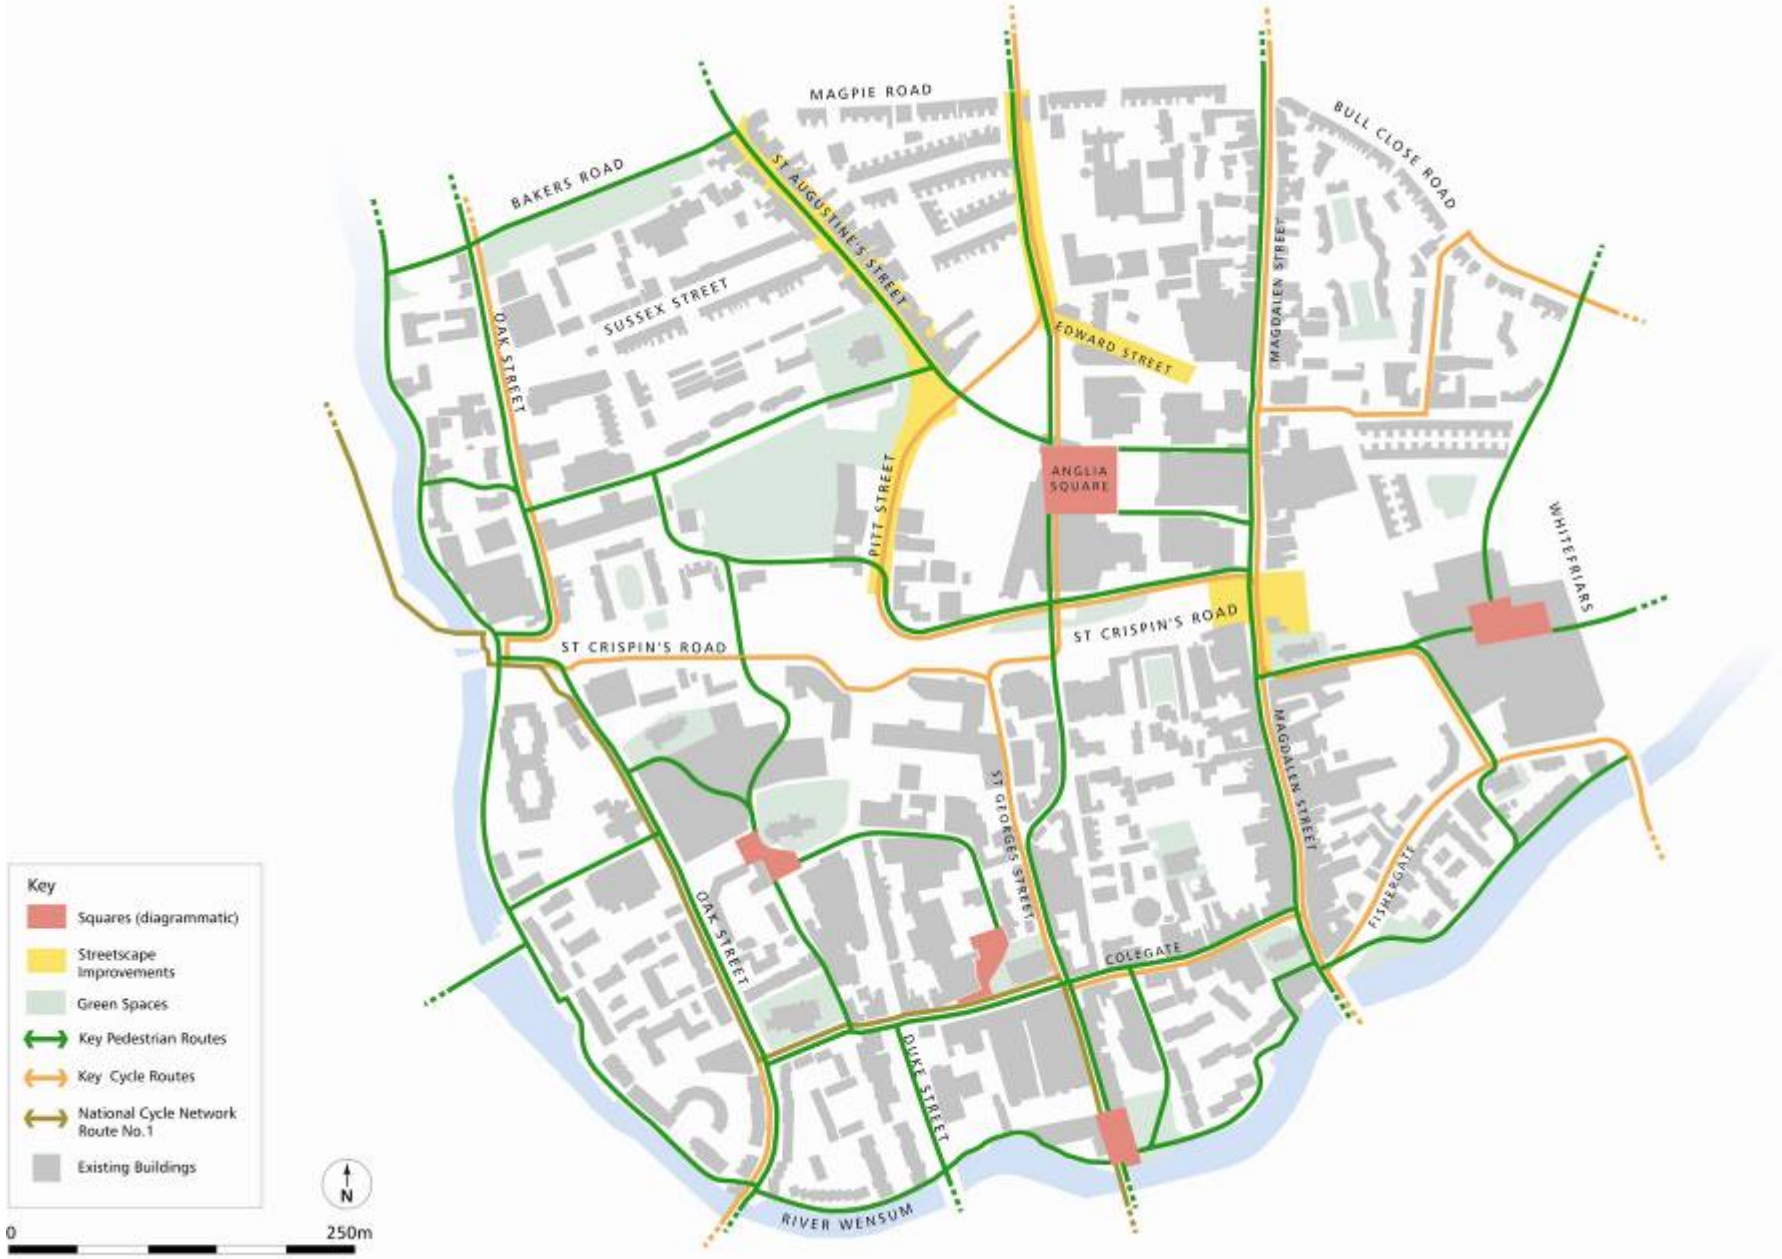 MAGPIE ROAD
BULL CLOSE ROAD
BAKERS ROAD
ST AUGUSTINE'S STREET
MAGDALEN STREET
SUSSEX STREET
OAK STREET
EDWARD STREET
ANGLIA
SQUARE
PITT STREET
WHITEFRIARS
ST CRISPIN'S ROAD
ST CRISPIN'S ROAD
MAGDALEN STREET
ST GEORGES STREET
FISHERGATE
OAK STREET
COLEGATE
DUKE STREET
RIVER WENSUM
Key
Squares (diagrammatic)
Streetscape
Improvements
Green Spaces
Key Pedestrian Routes
Key Cycle Routes
National Cycle Network
Route No.1
Existing Buildings
N
0 250m